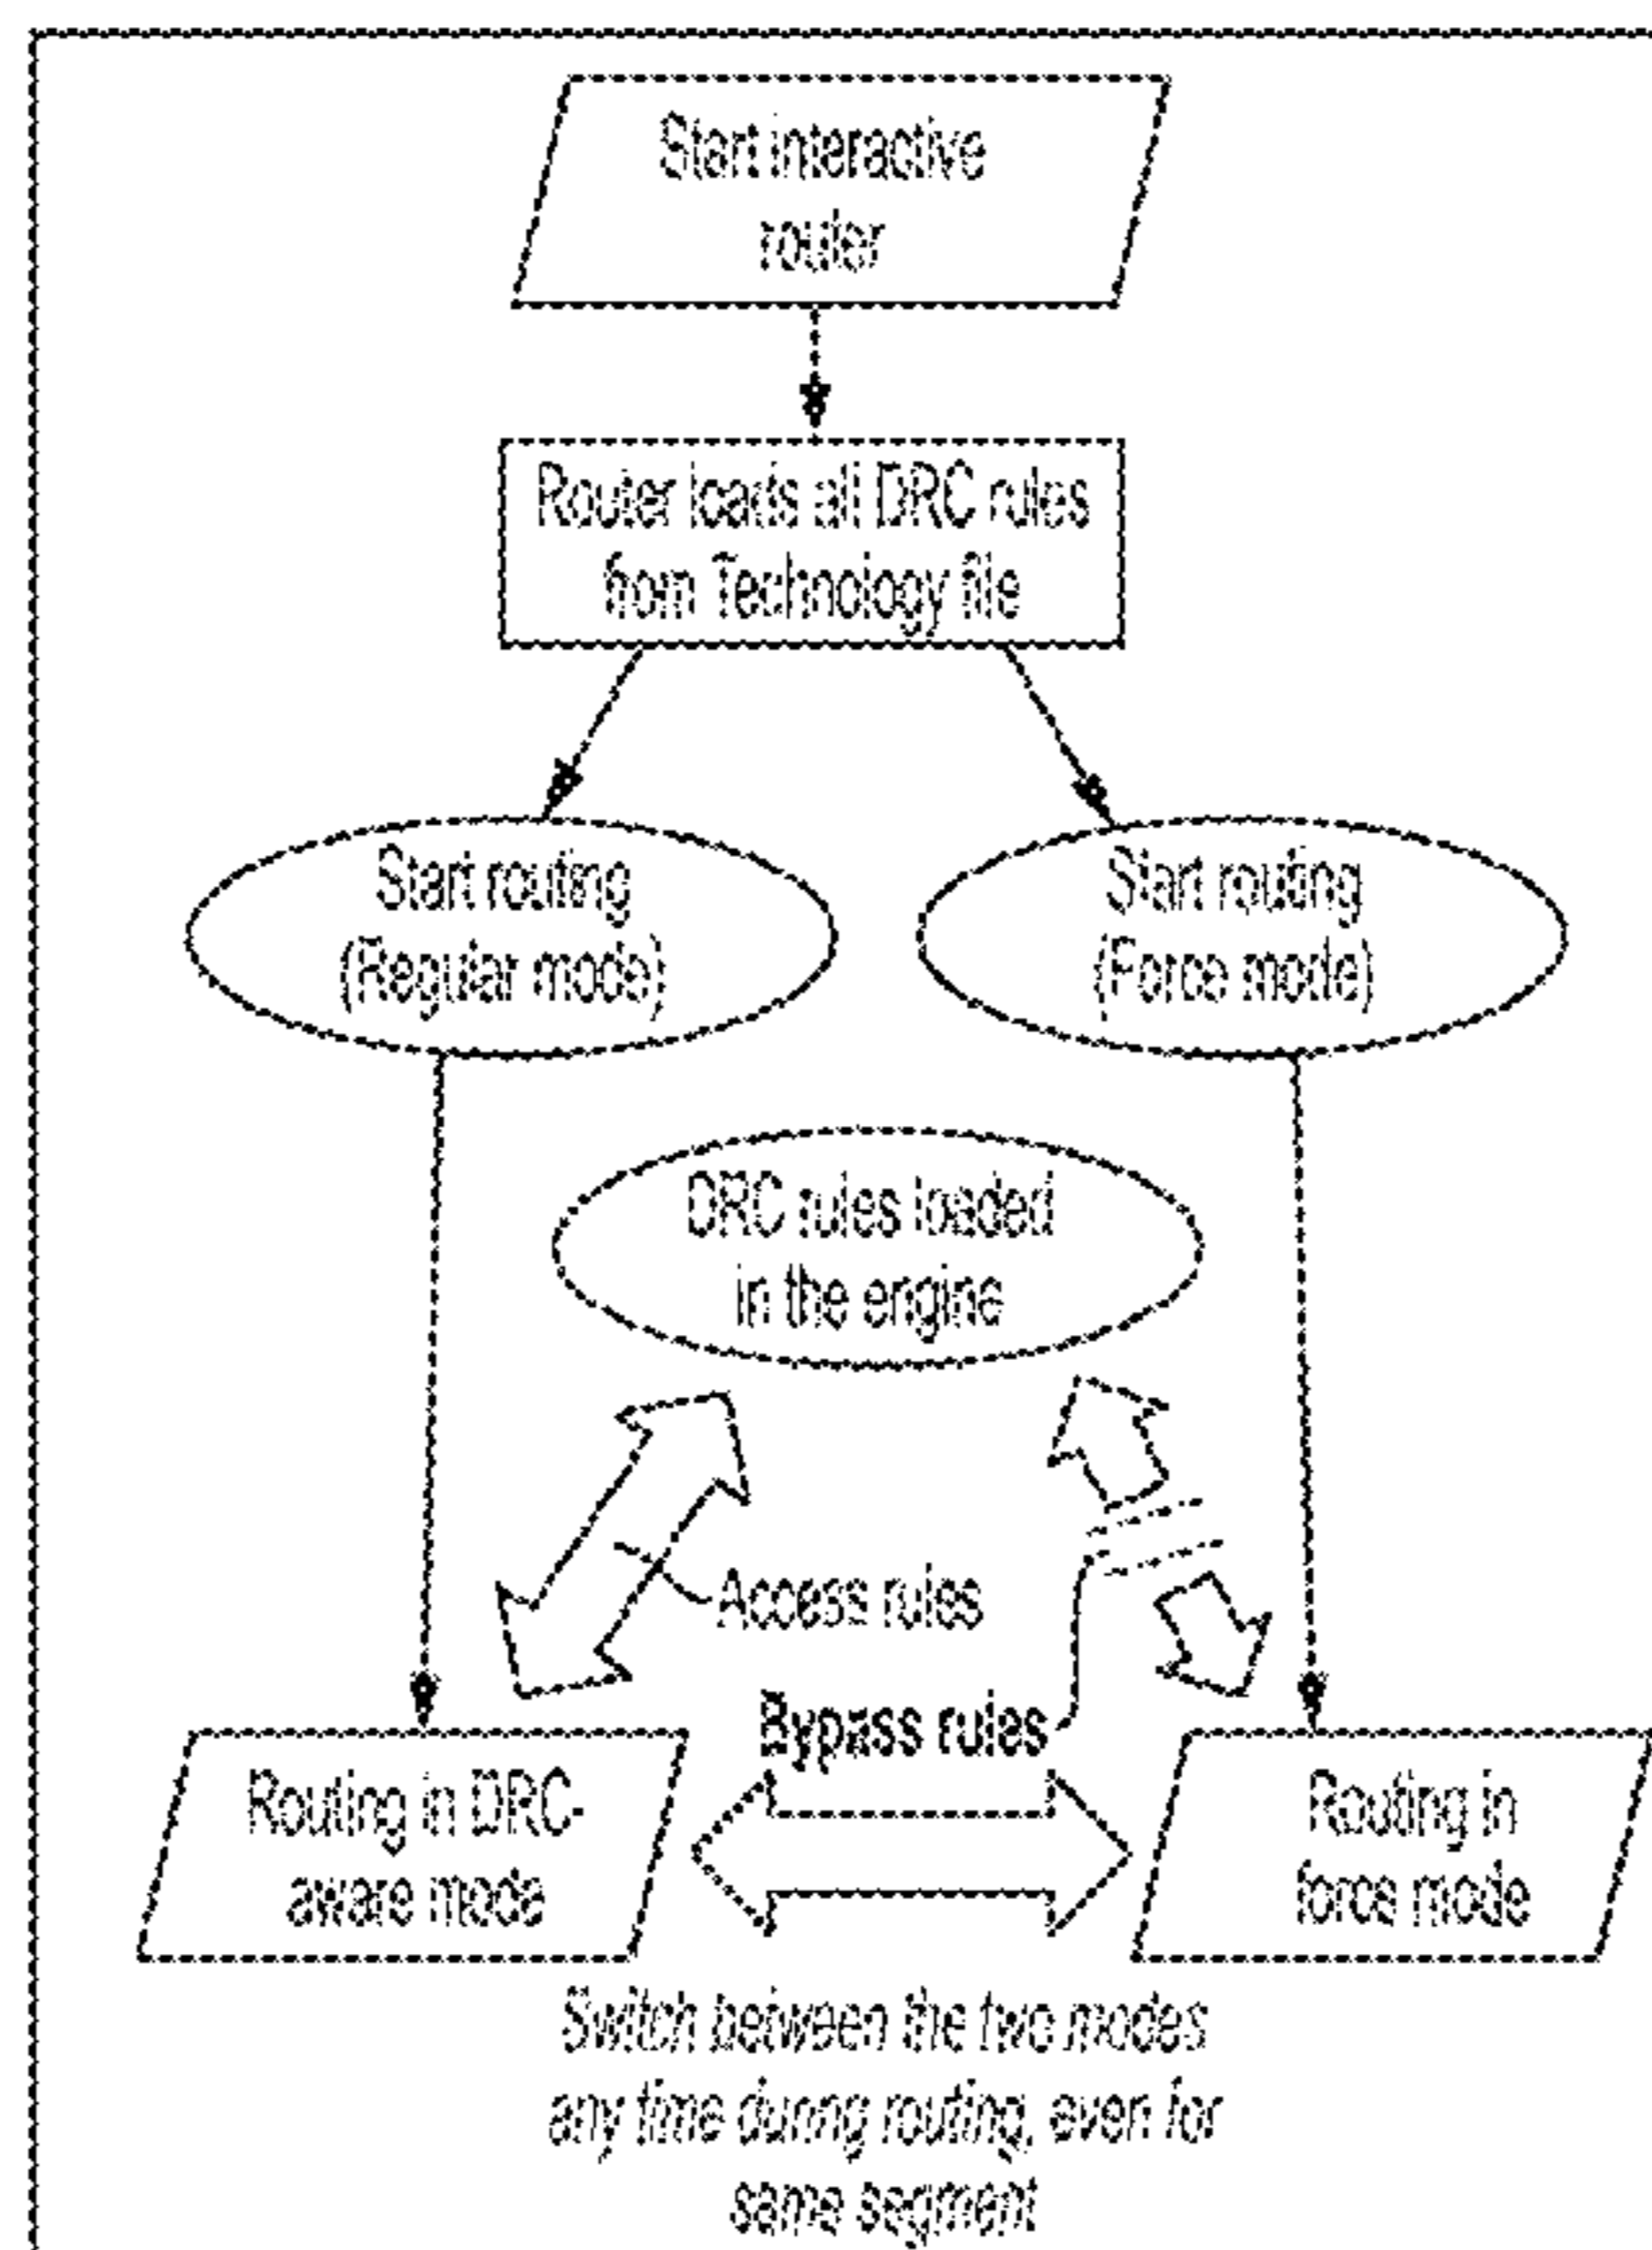 Start interactive
router
Router loads all DRC rules
from Technology file
Start routing
(Regular mode)
Start routing
(Force mode)
DRC rules loaded
in the engine
Access rules
Bypass rules
Routing in DRC-
aware mode
Routing in
force mode
Switch between the two modes
any time during routing, even for
same segment